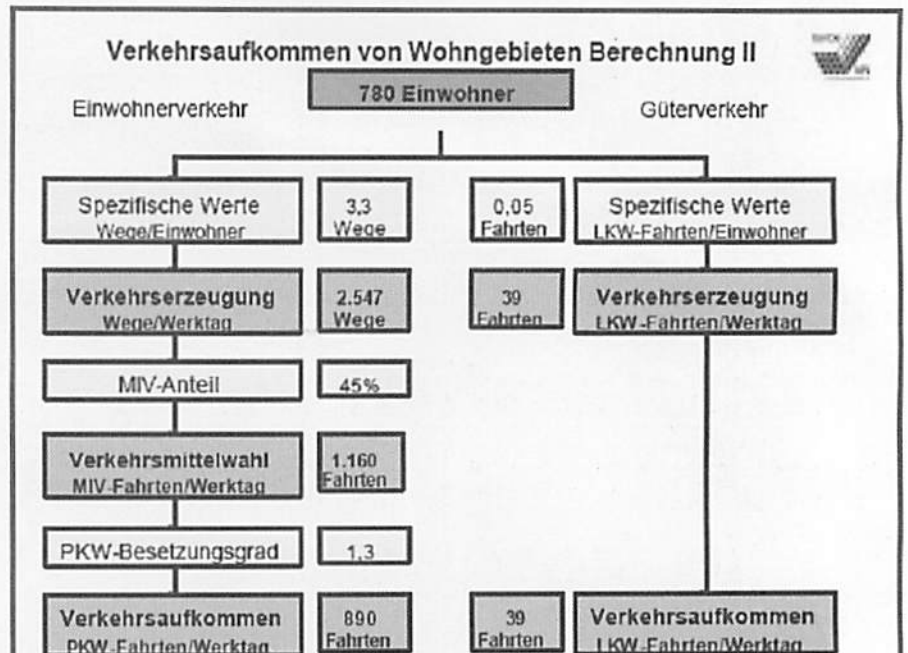 Verkehrsaufkommen von Wohngebieten Berechnung II
780 Einwohner
Einwohnerverkehr
Güterverkehr
Spezifische Werte
Wege/Einwohner
3,3
Wege
0,05
Fahrten
Spezifische Werte
LKW-Fahrten/Einwohner
Verkehrserzeugung
Wege/Werktag
2.547
Wege
39
Fahrten
Verkehrserzeugung
LKW-Fahrten/Werktag
MIV-Anteil
45%
Verkehrsmittelwahl
MIV-Fahrten/Werktag
1.160
Fahrten
PKW-Besetzungsgrad
1,3
Verkehrsaufkommen
PKW-Fahrten/Werktag
890
Fahrten
39
Fahrten
Verkehrsaufkommen
LKW-Fahrten/Werktag